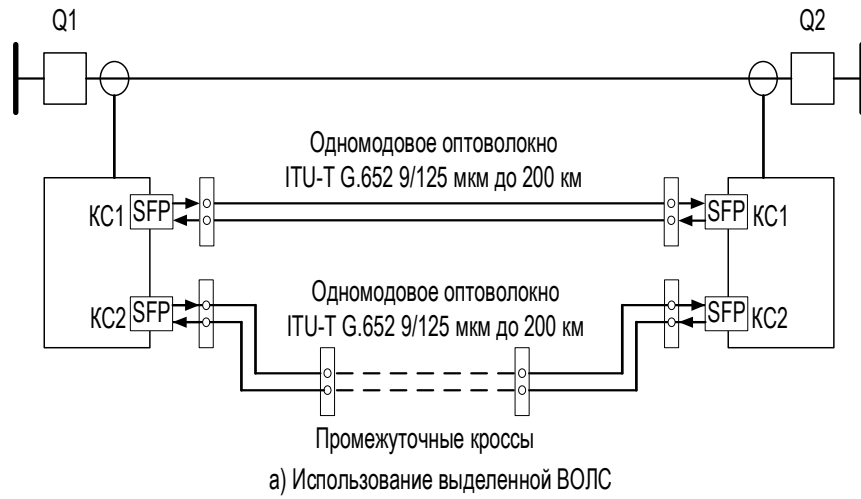 Q1
Q2
Одномодовое оптоволокно
ITU-T G.652 9/125 мкм до 200 км
КС1
SFP
SFP
КС1
Одномодовое оптоволокно
ITU-T G.652 9/125 мкм до 200 км
КС2
SFP
SFP
КС2
Промежуточные кроссы
а) Использование выделенной ВОЛС